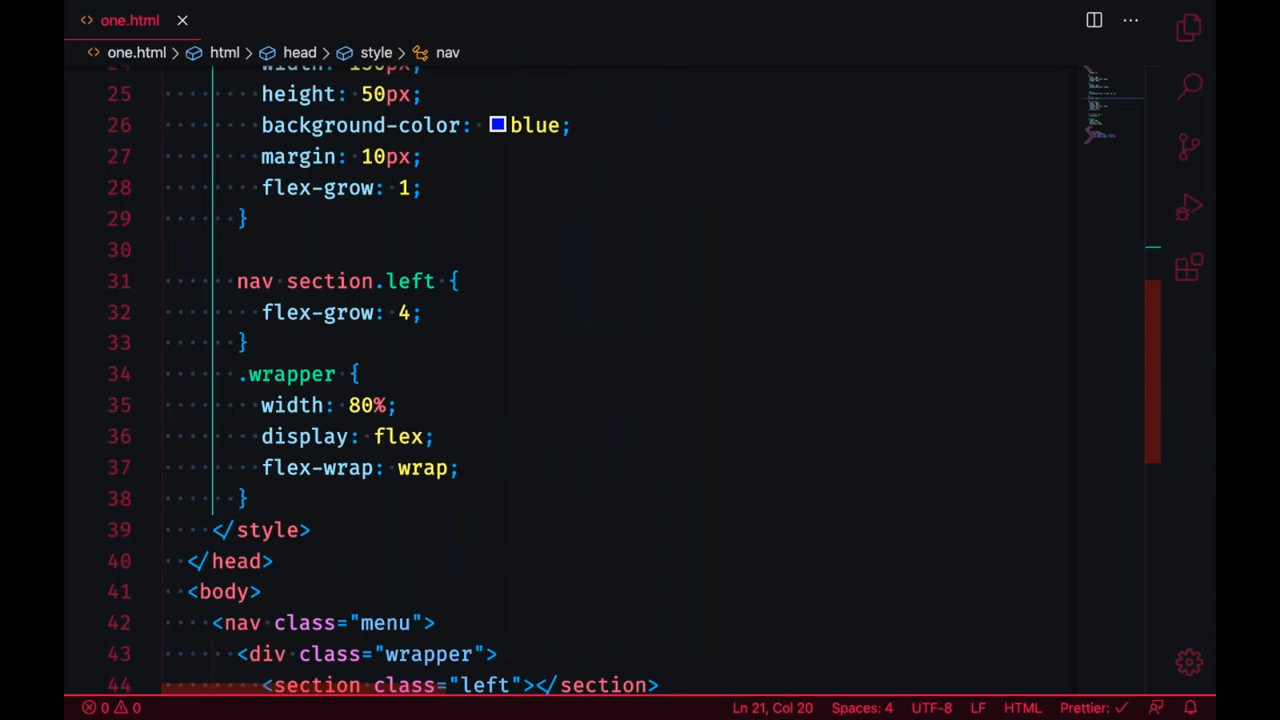 one.html
one.html > html > head > style > nav
24 width: 150px;
25 height: 50px;
26 background-color: blue;
27 margin: 10px;
28 flex-grow: 1;
29 }
30
31 nav section.left {
32 flex-grow: 4;
33 }
34 .wrapper {
35 width: 80%;
36 display: flex;
37 flex-wrap: wrap;
38 }
39 </style>
40 </head>
41 <body>
42 <nav class="menu">
43 <div class="wrapper">
44 <section class="left"></section>
0 0 Ln 21, Col 20 Spaces: 4 UTF-8 LF HTML Prettier: ✓